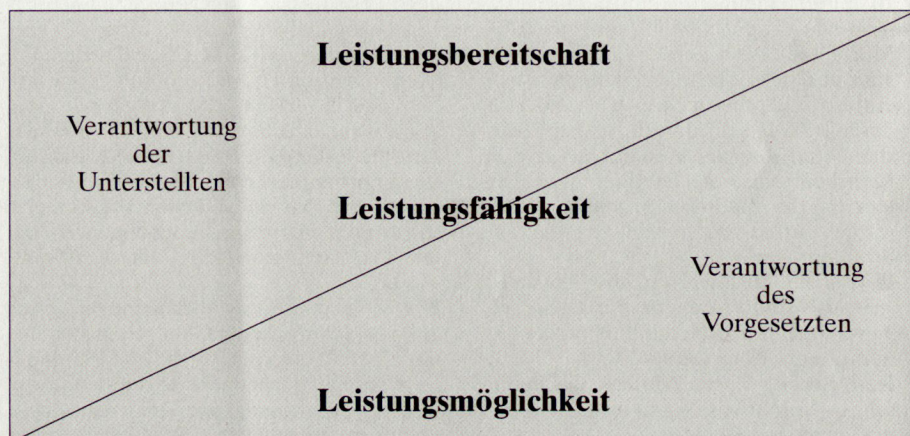 Leistungsbereitschaft
Verantwortung
der
Unterstellten
Leistungsfähigkeit
Verantwortung
des
Vorgesetzten
Leistungsmöglichkeit